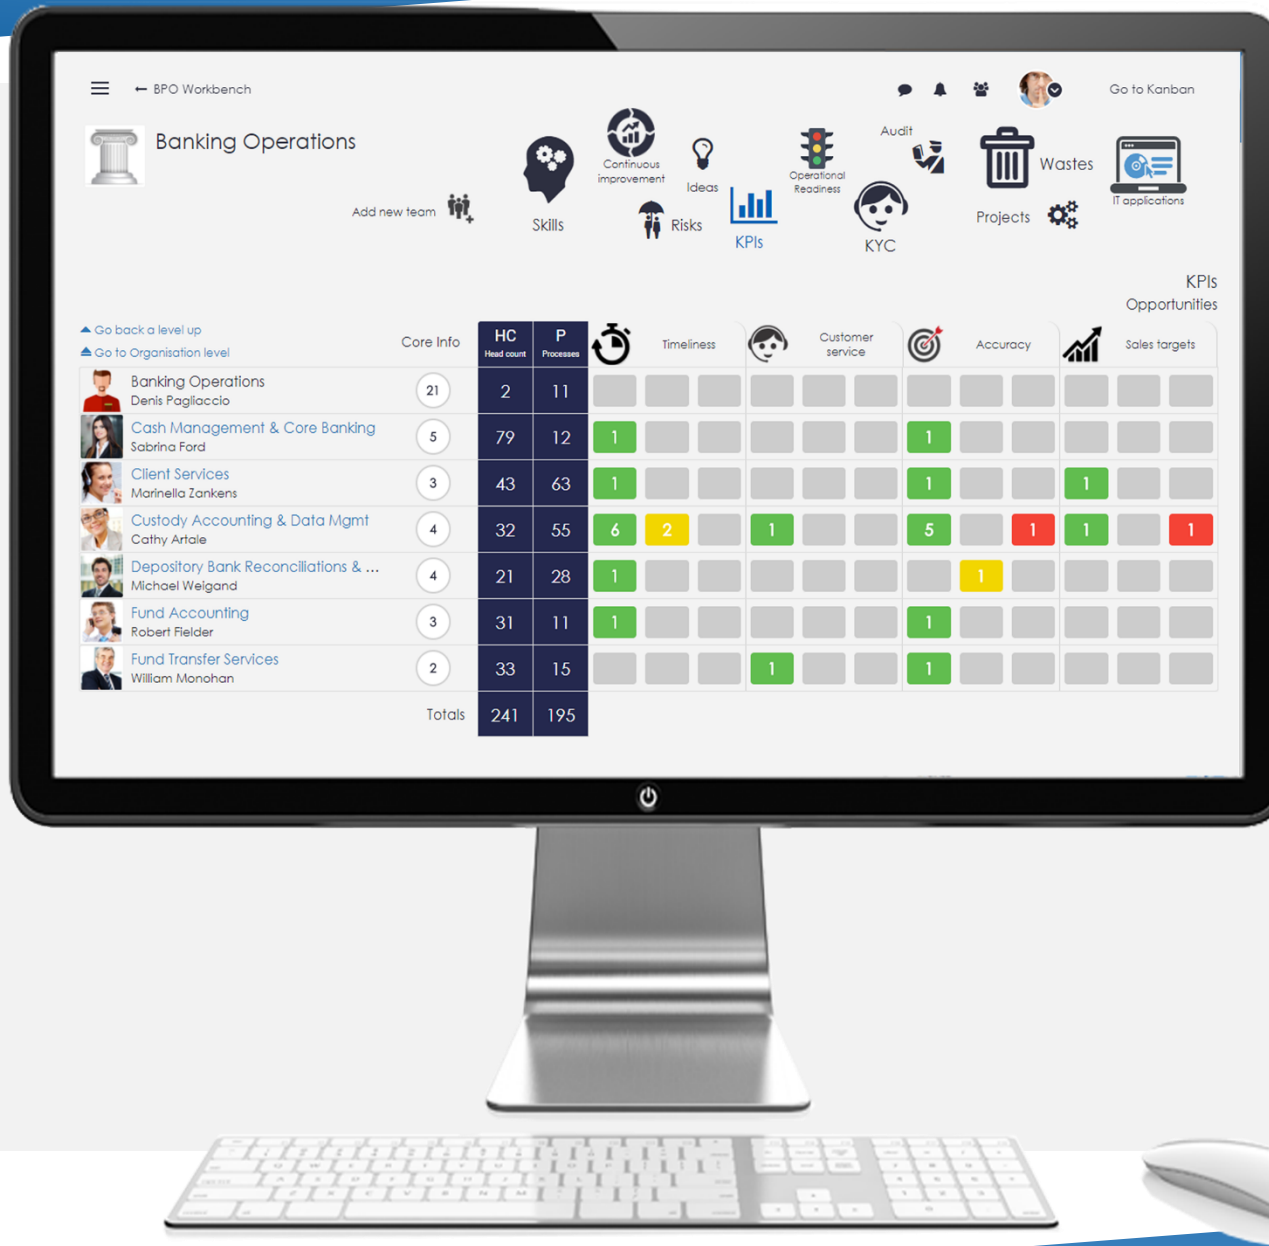 ← BPO Workbench
Go to Kanban
Banking Operations
Add new team
Skills
Continuous
improvement
Ideas
Risks
KPIs
Operational
Readiness
Audit
KYC
Wastes
Projects
IT applications
KPIs
Opportunities
Go back a level up
Go to Organisation level
Core Info
HC
Head count
P
Processes
Timeliness
Customer
service
Accuracy
Sales targets
Banking Operations
Denis Pagliaccio
21 2 11
Cash Management & Core Banking
Sabrina Ford
5 79 12 1 1
Client Services
Marinella Zankens
3 43 63 1 1 1
Custody Accounting & Data Mgmt
Cathy Artale
4 32 55 6 2 1 5 1 1 1
Depository Bank Reconciliations & ...
Michael Weigand
4 21 28 1 1
Fund Accounting
Robert Fielder
3 31 11 1 1
Fund Transfer Services
William Monohan
2 33 15 1 1
Totals 241 195